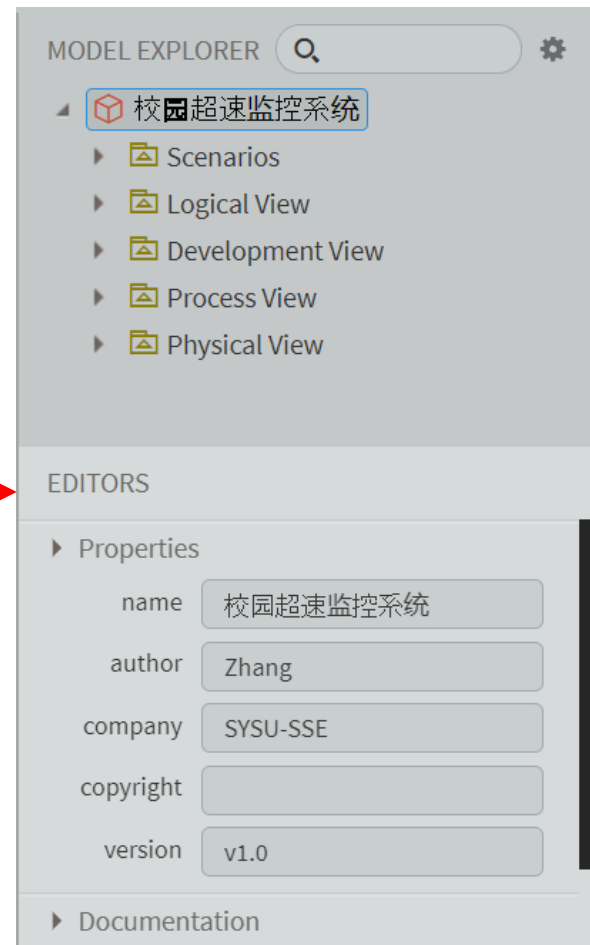 MODEL EXPLORER
校园超速监控系统
Scenarios
Logical View
Development View
Process View
Physical View
EDITORS
Properties
name 校园超速监控系统
author Zhang
company SYSU-SSE
copyright
version v1.0
Documentation